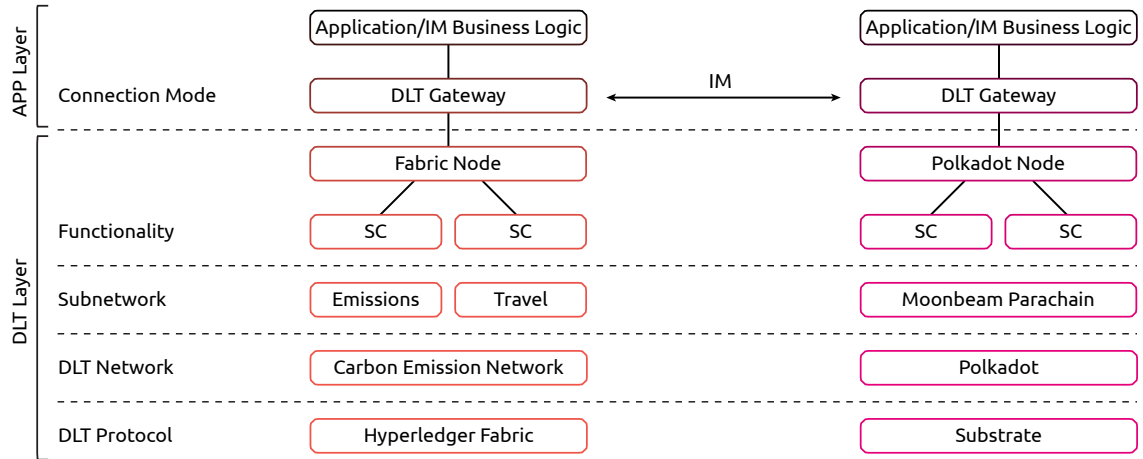 APP Layer
Application/IM Business Logic
Application/IM Business Logic
Connection Mode
DLT Gateway
IM
DLT Gateway
DLT Layer
Fabric Node
Polkadot Node
Functionality
SC
SC
SC
SC
Subnetwork
Emissions
Travel
Moonbeam Parachain
DLT Network
Carbon Emission Network
Polkadot
DLT Protocol
Hyperledger Fabric
Substrate